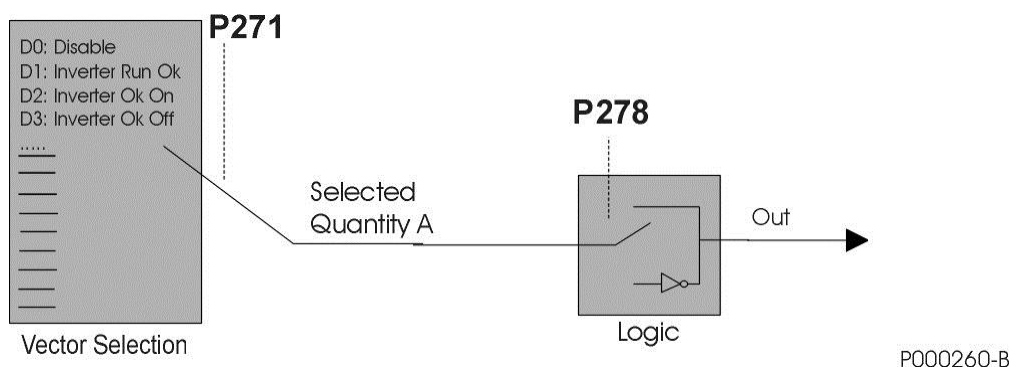 P271
D0: Disable
D1: Inverter Run Ok
D2: Inverter Ok On
D3: Inverter Ok Off
.....
P278
Selected
Quantity A
Out
Logic
Vector Selection
P000260-B